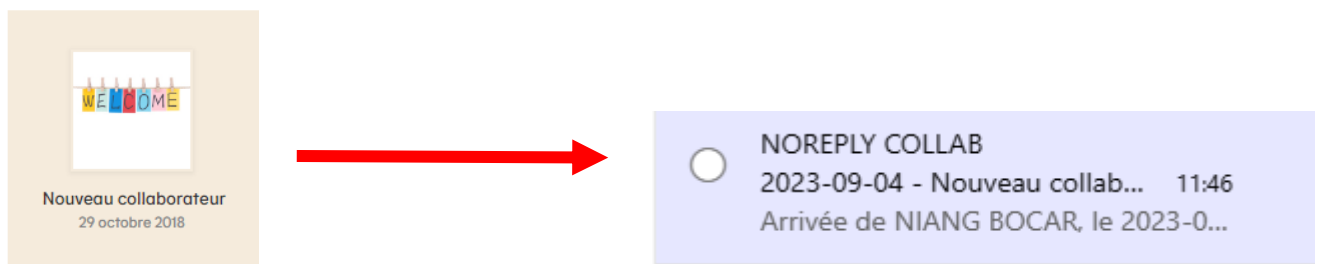 WELCOME
Nouveau collaborateur
29 octobre 2018
NOREPLY COLLAB
2023-09-04 - Nouveau collab... 11:46
Arrivée de NIANG BOCAR, le 2023-0...